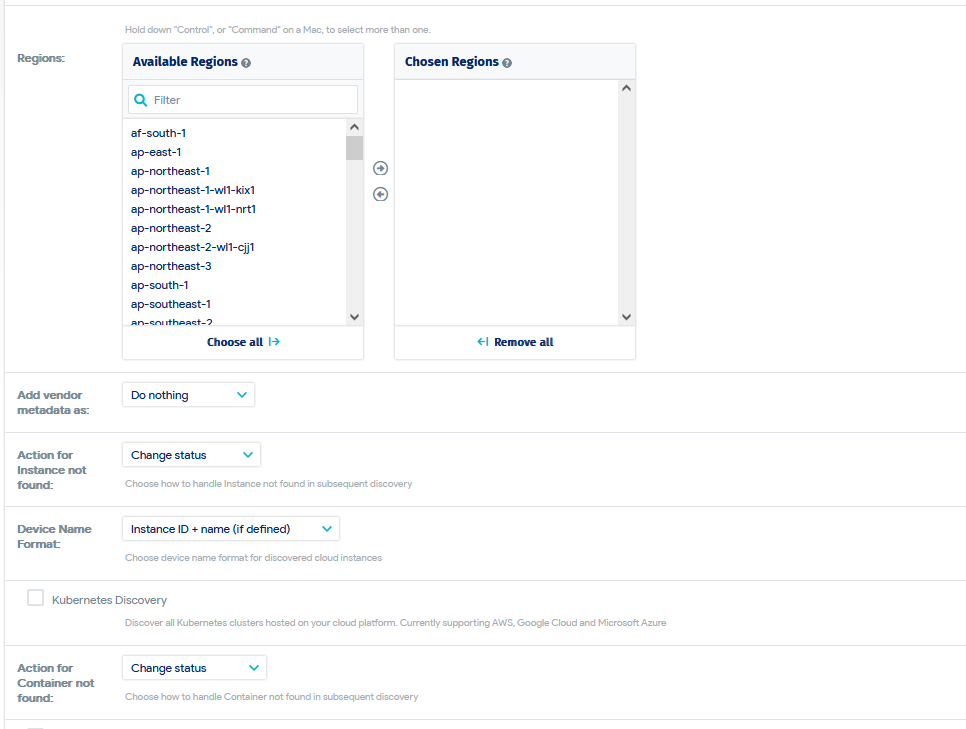 Hold down "Control", or "Command" on a Mac, to select more than one.
Regions:
Available Regions ?
Chosen Regions ?
Filter
af-south-1
ap-east-1
ap-northeast-1
ap-northeast-1-wl1-kix1
ap-northeast-1-wl1-nrt1
ap-northeast-2
ap-northeast-2-wl1-cjj1
ap-northeast-3
ap-south-1
ap-southeast-1
ap-southeast-2
Choose all
Remove all
Add vendor
metadata as:
Do nothing
Action for
Instance not
found:
Change status
Choose how to handle Instance not found in subsequent discovery
Device Name
Format:
Instance ID + name (if defined)
Choose device name format for discovered cloud instances
Kubernetes Discovery
Discover all Kubernetes clusters hosted on your cloud platform. Currently supporting AWS, Google Cloud and Microsoft Azure
Action for
Container not
found:
Change status
Choose how to handle Container not found in subsequent discovery